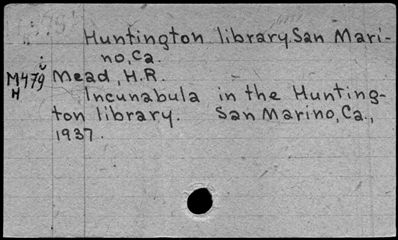 Huntington library, San Mari-
no, Ca.
M479
H
Mead, H.R.
Incunabula in the Hunting-
ton library. San Marino, Ca.,
1937.